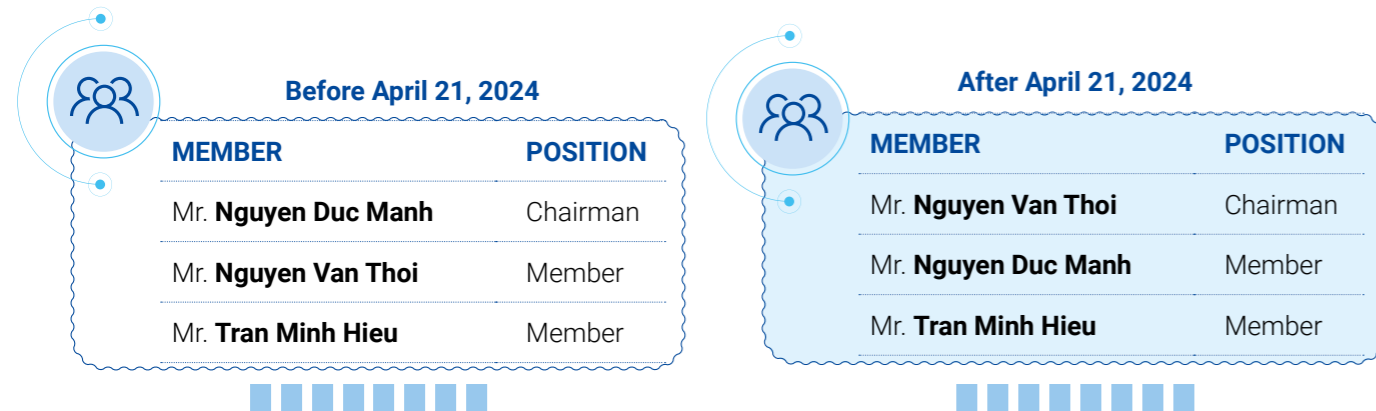 Before April 21, 2024
MEMBER POSITION
Mr. Nguyen Duc Manh Chairman
Mr. Nguyen Van Thoi Member
Mr. Tran Minh Hieu Member
After April 21, 2024
MEMBER POSITION
Mr. Nguyen Van Thoi Chairman
Mr. Nguyen Duc Manh Member
Mr. Tran Minh Hieu Member